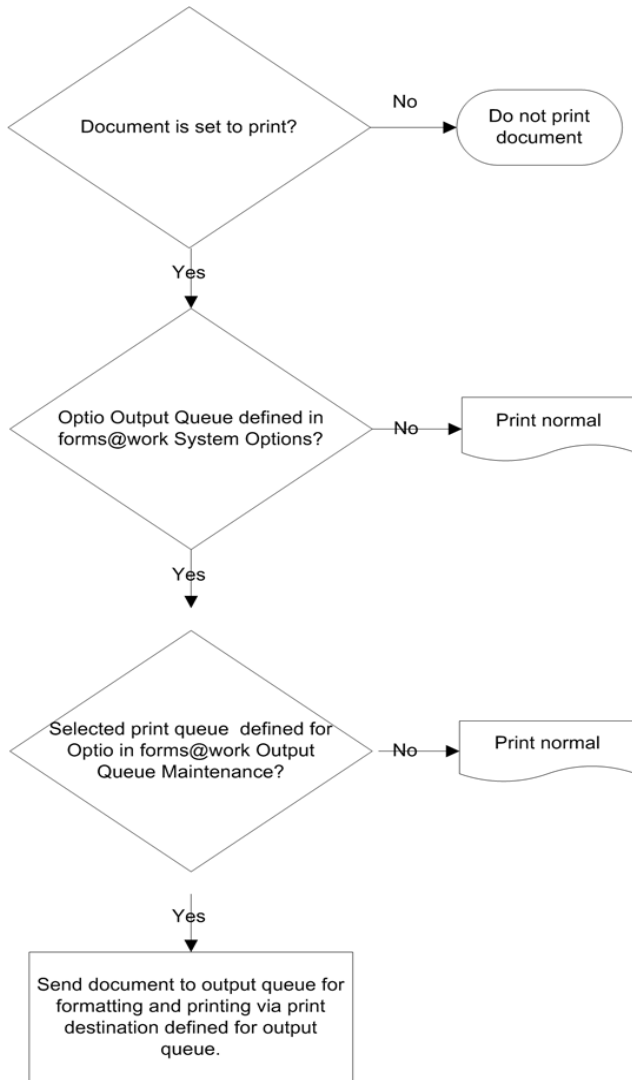 Document is set to print?
No
Do not print
document
Yes
Optio Output Queue defined in
forms@work System Options?
No
Print normal
Yes
Selected print queue defined for
Optio in forms@work Output
Queue Maintenance?
No
Print normal
Yes
Send document to output queue for
formatting and printing via print
destination defined for output
queue.